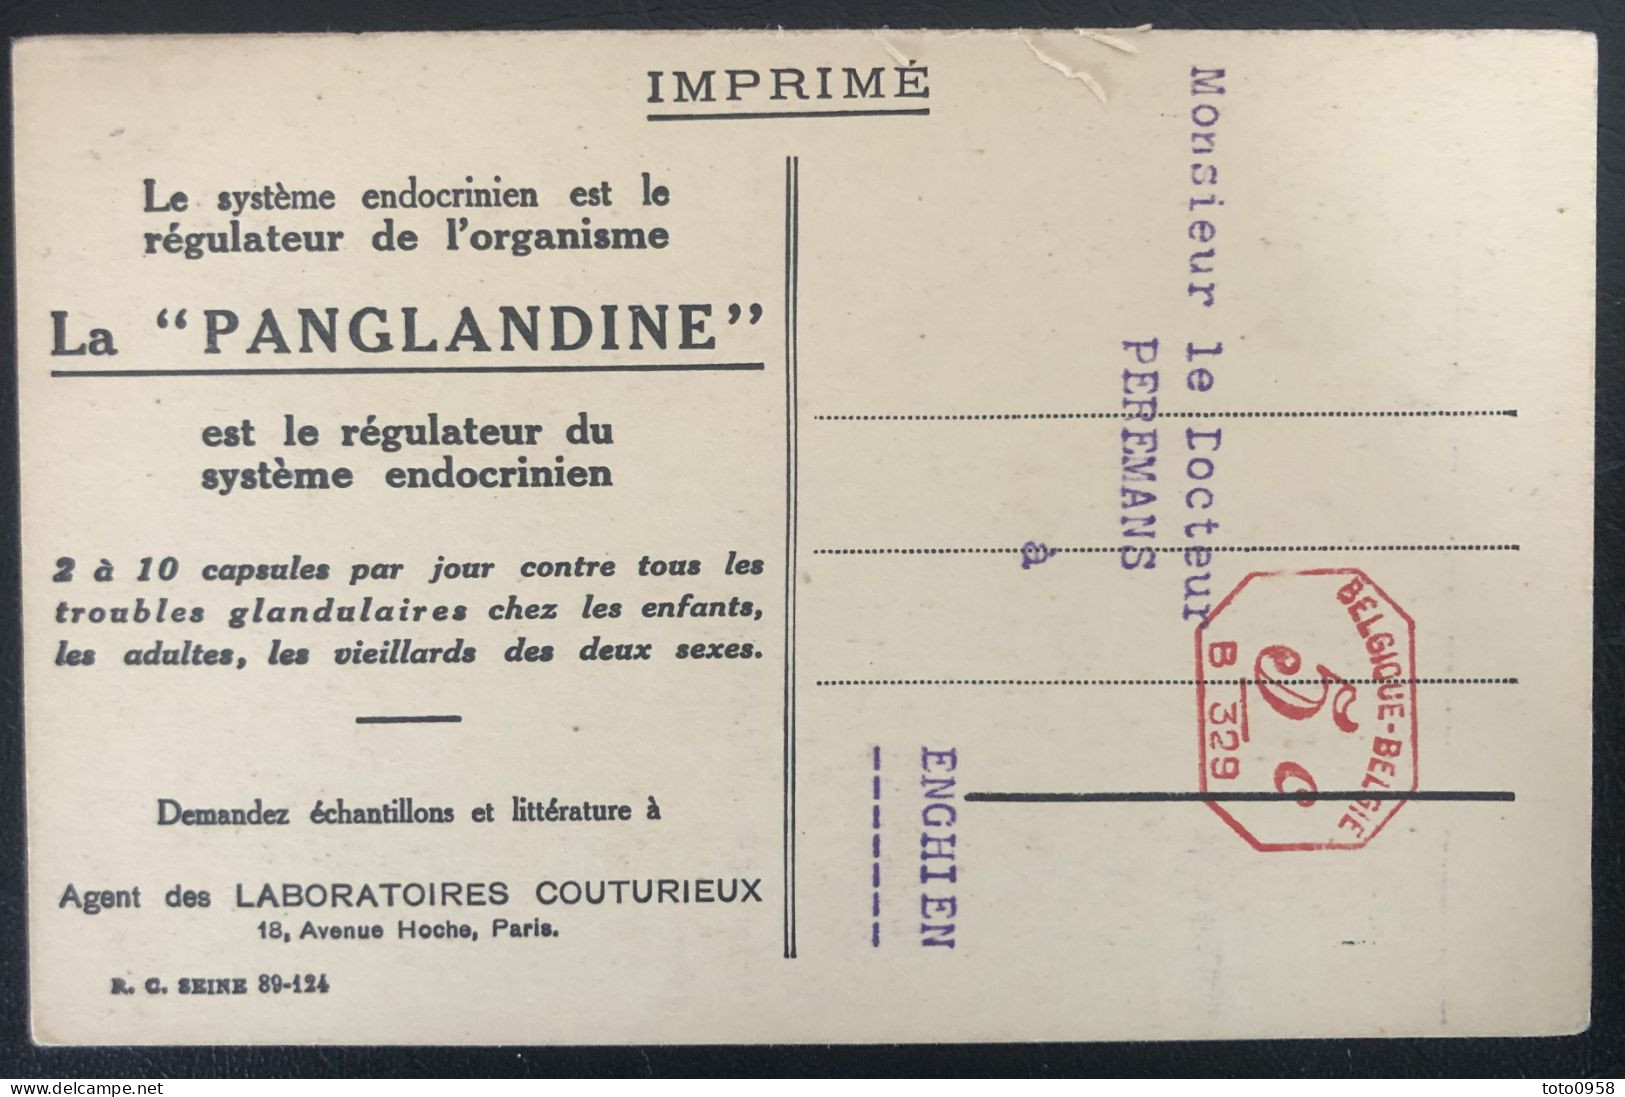 IMPRIMÉ
Le système endocrinien est le
régulateur de l'organisme
La "PANGLANDINE"
est le régulateur du
système endocrinien
2 à 10 capsules par jour contre tous les
troubles glandulaires chez les enfants,
les adultes, les vieillards des deux sexes.
Demandez échantillons et littérature à
Agent des LABORATOIRES COUTURIEUX
18, Avenue Hoche, Paris.
R. C. SEINE 89-124
Monsieur le Docteur
PEREMANS
à
ENGHIEN
-------
BELGIQUE-BELGIE
5 c
B 329
www.delcampe.net
toto0958